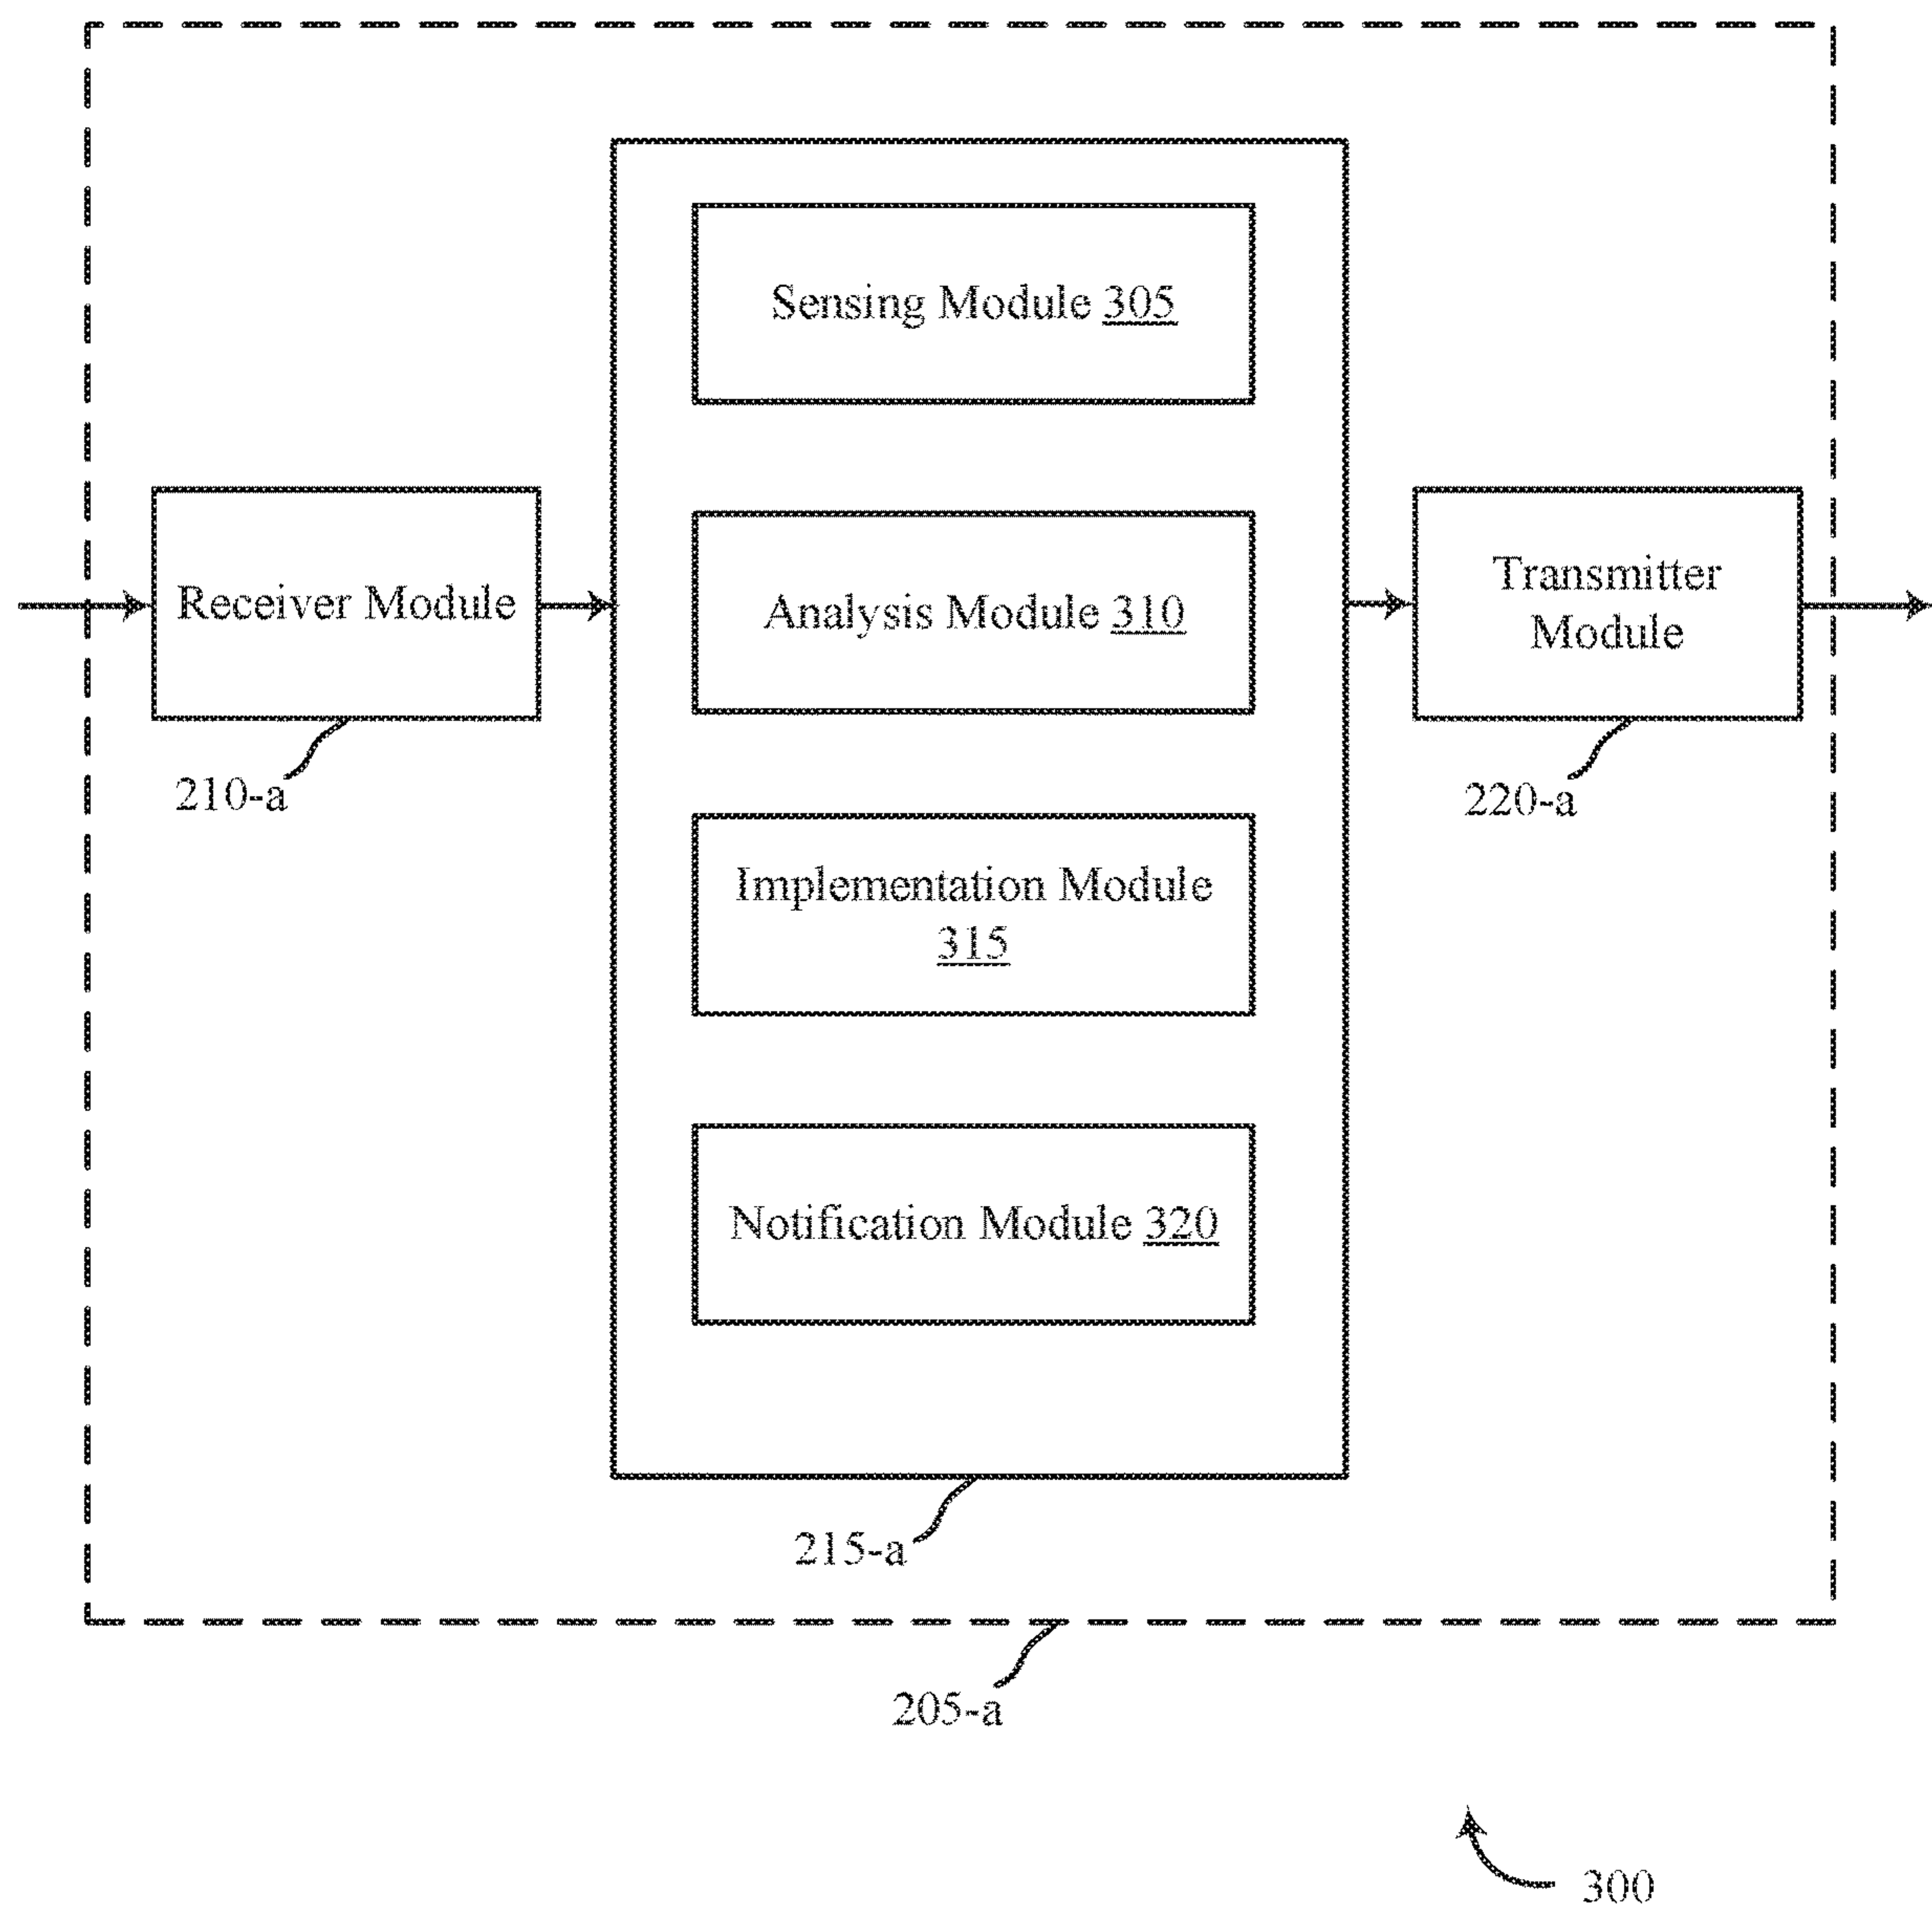 Sensing Module 305
Receiver Module
210-a
Analysis Module 310
Transmitter
Module
220-a
Implementation Module
315
Notification Module 320
215-a
205-a
300